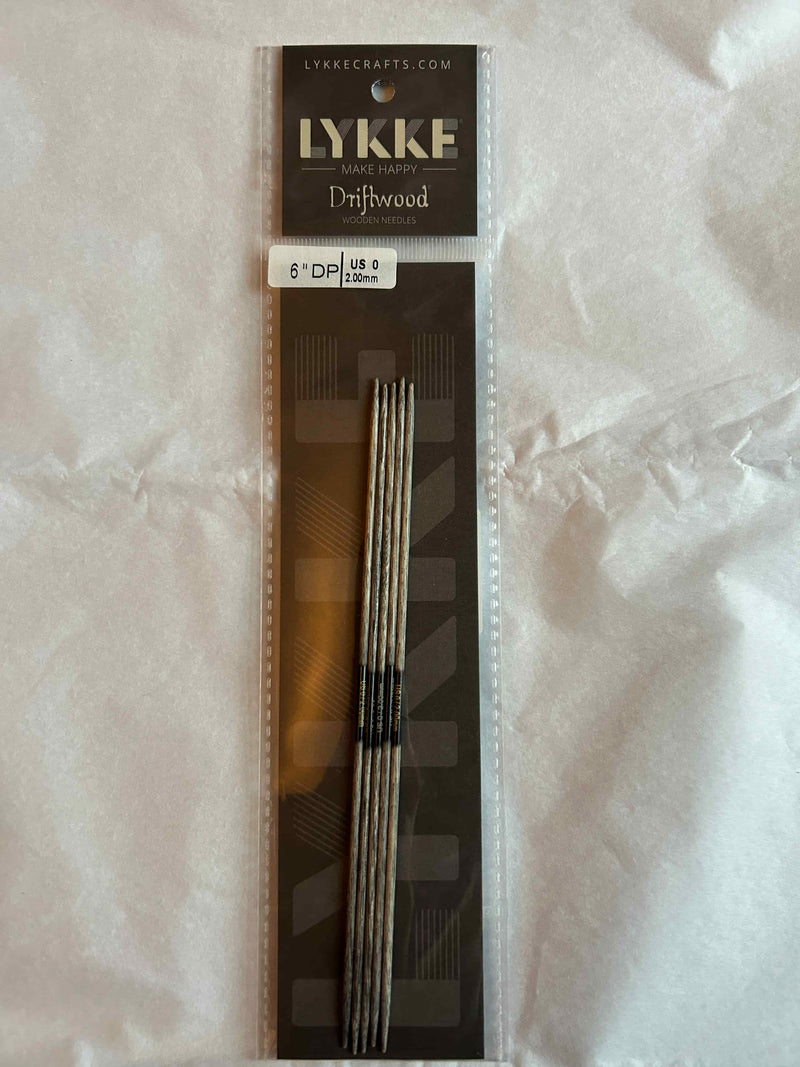 LYKKECRAFTS.COM
LYKKE
MAKE HAPPY
Driftwood
WOODEN NEEDLES
6" DP
US 0
2.00mm